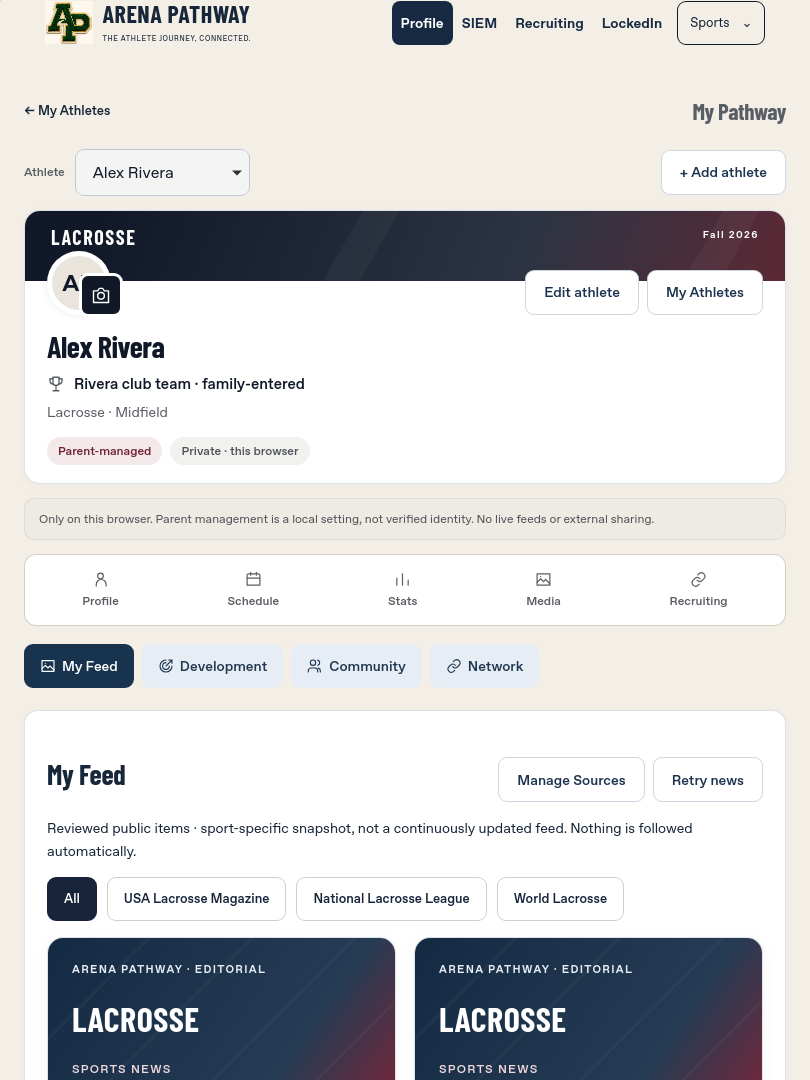 AP
ARENA PATHWAY
THE ATHLETE JOURNEY, CONNECTED.
Profile
SIEM
Recruiting
LockedIn
Sports
← My Athletes
My Pathway
Athlete
Alex Rivera
+ Add athlete
LACROSSE
Fall 2026
A
Edit athlete
My Athletes
Alex Rivera
Rivera club team · family-entered
Lacrosse · Midfield
Parent-managed
Private · this browser
Only on this browser. Parent management is a local setting, not verified identity. No live feeds or external sharing.
Profile
Schedule
Stats
Media
Recruiting
My Feed
Development
Community
Network
My Feed
Manage Sources
Retry news
Reviewed public items · sport-specific snapshot, not a continuously updated feed. Nothing is followed
automatically.
All
USA Lacrosse Magazine
National Lacrosse League
World Lacrosse
ARENA PATHWAY · EDITORIAL
LACROSSE
SPORTS NEWS
ARENA PATHWAY · EDITORIAL
LACROSSE
SPORTS NEWS